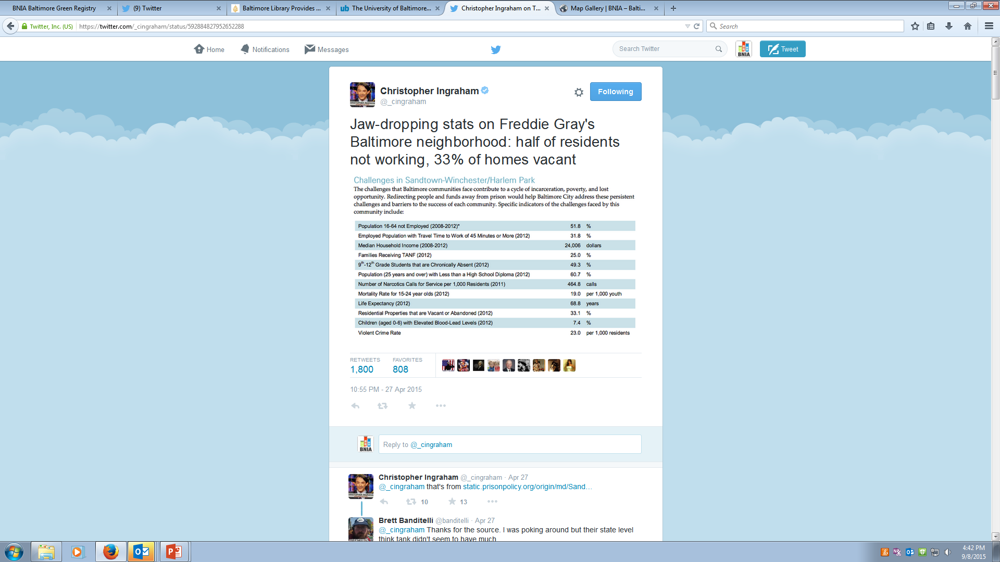 BNIA Baltimore Green Registry
(9) Twitter
Baltimore Library Provides ...
ub The University of Baltimore...
Christopher Ingraham on T...
Map Gallery | BNIA – Balti...
Twitter, Inc. (US)
https://twitter.com/_cingraham/status/592884827952652288
Search
Home
Notifications
Messages
Search Twitter
BNIA
Tweet
Christopher Ingraham
@_cingraham
Following
Jaw-dropping stats on Freddie Gray's
Baltimore neighborhood: half of residents
not working, 33% of homes vacant
Challenges in Sandtown-Winchester/Harlem Park
The challenges that Baltimore communities face contribute to a cycle of incarceration, poverty, and lost
opportunity. Redirecting people and funds away from prison would help Baltimore City address these persistent
challenges and barriers to the success of each community. Specific indicators of the challenges faced by this
community include:
Population 16-64 not Employed (2008-2012)* 51.8 %
Employed Population with Travel Time to Work of 45 Minutes or More (2012) 31.8 %
Median Household Income (2008-2012) 24,006 dollars
Families Receiving TANF (2012) 25.0 %
9th-12th Grade Students that are Chronically Absent (2012) 49.3 %
Population (25 years and over) with Less than a High School Diploma (2012) 60.7 %
Number of Narcotics Calls for Service per 1,000 Residents (2011) 464.8 calls
Mortality Rate for 15-24 year olds (2012) 19.0 per 1,000 youth
Life Expectancy (2012) 68.8 years
Residential Properties that are Vacant or Abandoned (2012) 33.1 %
Children (aged 0-6) with Elevated Blood-Lead Levels (2012) 7.4 %
Violent Crime Rate 23.0 per 1,000 residents
RETWEETS FAVORITES
1,800 808
10:55 PM - 27 Apr 2015
BNIA
Reply to @_cingraham
Christopher Ingraham @_cingraham · Apr 27
@_cingraham that's from static.prisonpolicy.org/origin/md/Sand…
10 13
Brett Banditelli @banditelli · Apr 27
@_cingraham Thanks for the source. I was poking around but their state level
think tank didn't seem to have much
4:42 PM
9/8/2015